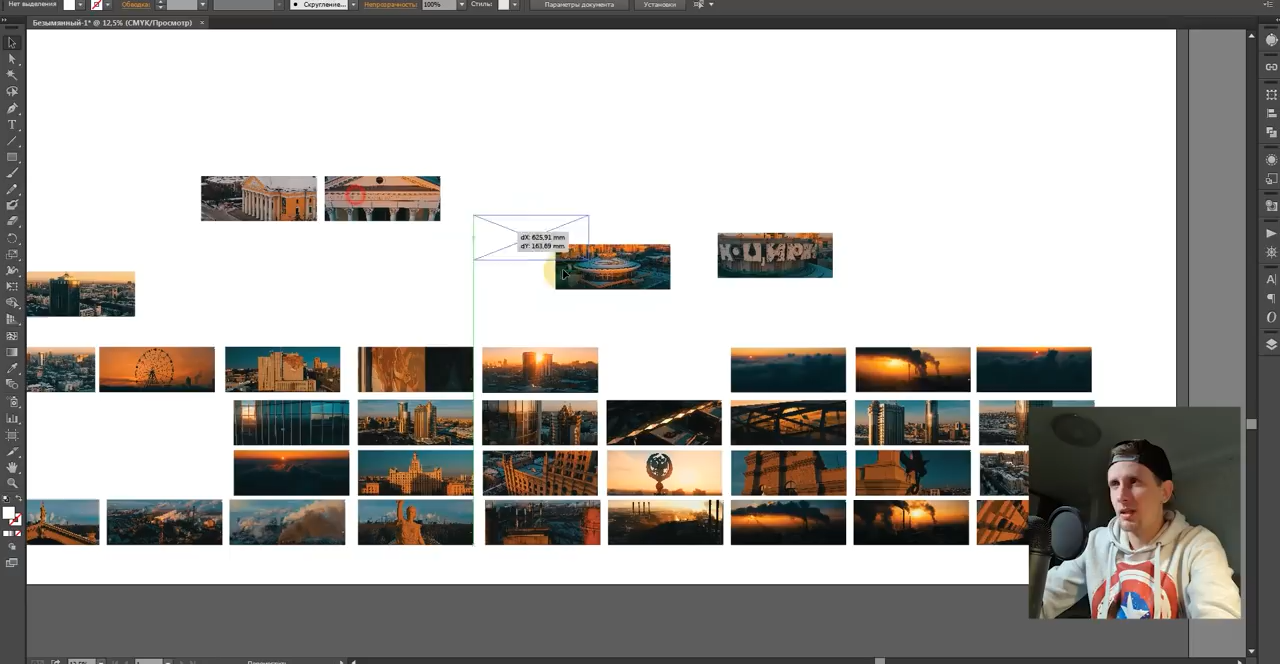 Нет выделения
Обводка:
Скругление...
Непрозрачность:
100%
Стиль:
Параметры документа
Установки
Безымянный-1* @ 12,5% (CMYK/Просмотр)
dX: 625,91 mm
dY: 163,69 mm